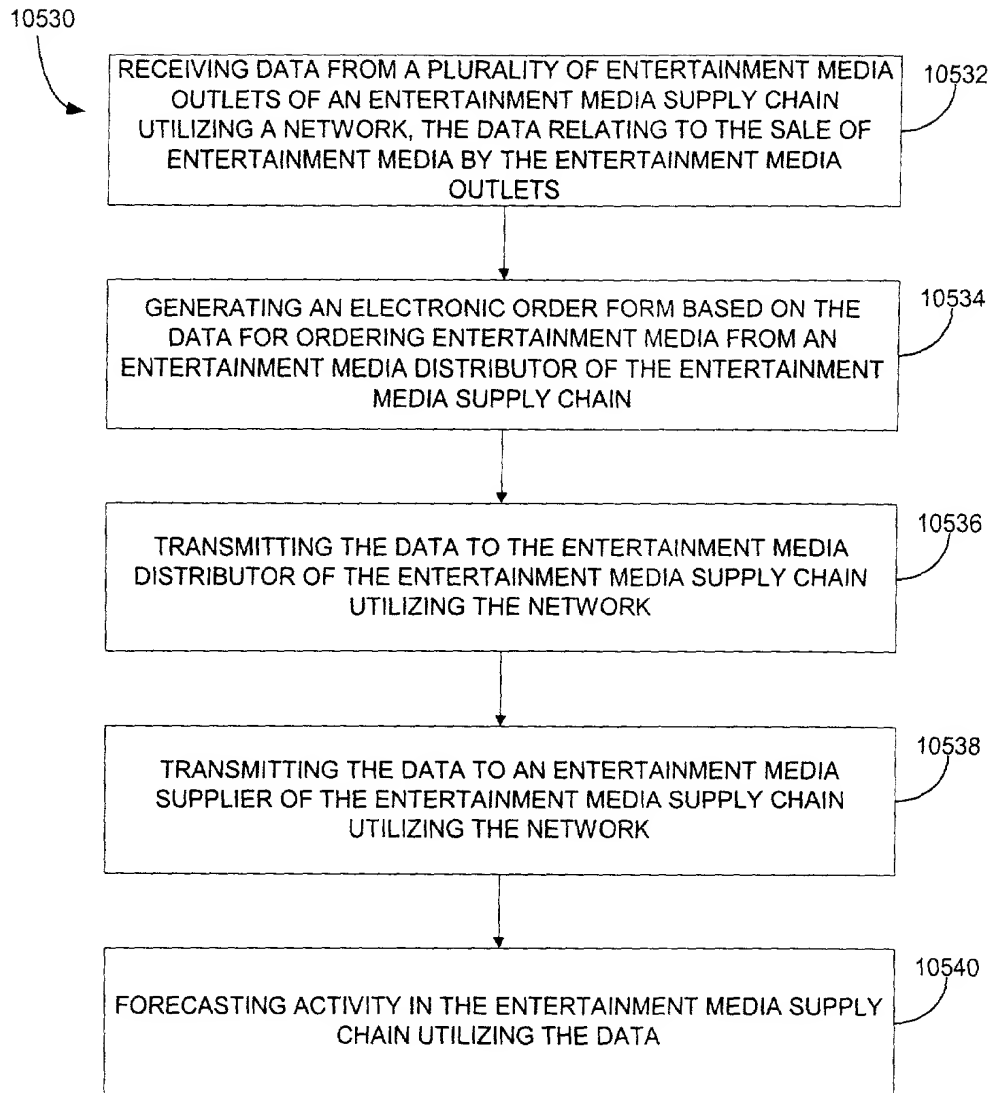 10530
RECEIVING DATA FROM A PLURALITY OF ENTERTAINMENT MEDIA
OUTLETS OF AN ENTERTAINMENT MEDIA SUPPLY CHAIN
UTILIZING A NETWORK, THE DATA RELATING TO THE SALE OF
ENTERTAINMENT MEDIA BY THE ENTERTAINMENT MEDIA
OUTLETS
10532
GENERATING AN ELECTRONIC ORDER FORM BASED ON THE
DATA FOR ORDERING ENTERTAINMENT MEDIA FROM AN
ENTERTAINMENT MEDIA DISTRIBUTOR OF THE ENTERTAINMENT
MEDIA SUPPLY CHAIN
10534
TRANSMITTING THE DATA TO THE ENTERTAINMENT MEDIA
DISTRIBUTOR OF THE ENTERTAINMENT MEDIA SUPPLY CHAIN
UTILIZING THE NETWORK
10536
TRANSMITTING THE DATA TO AN ENTERTAINMENT MEDIA
SUPPLIER OF THE ENTERTAINMENT MEDIA SUPPLY CHAIN
UTILIZING THE NETWORK
10538
FORECASTING ACTIVITY IN THE ENTERTAINMENT MEDIA SUPPLY
CHAIN UTILIZING THE DATA
10540